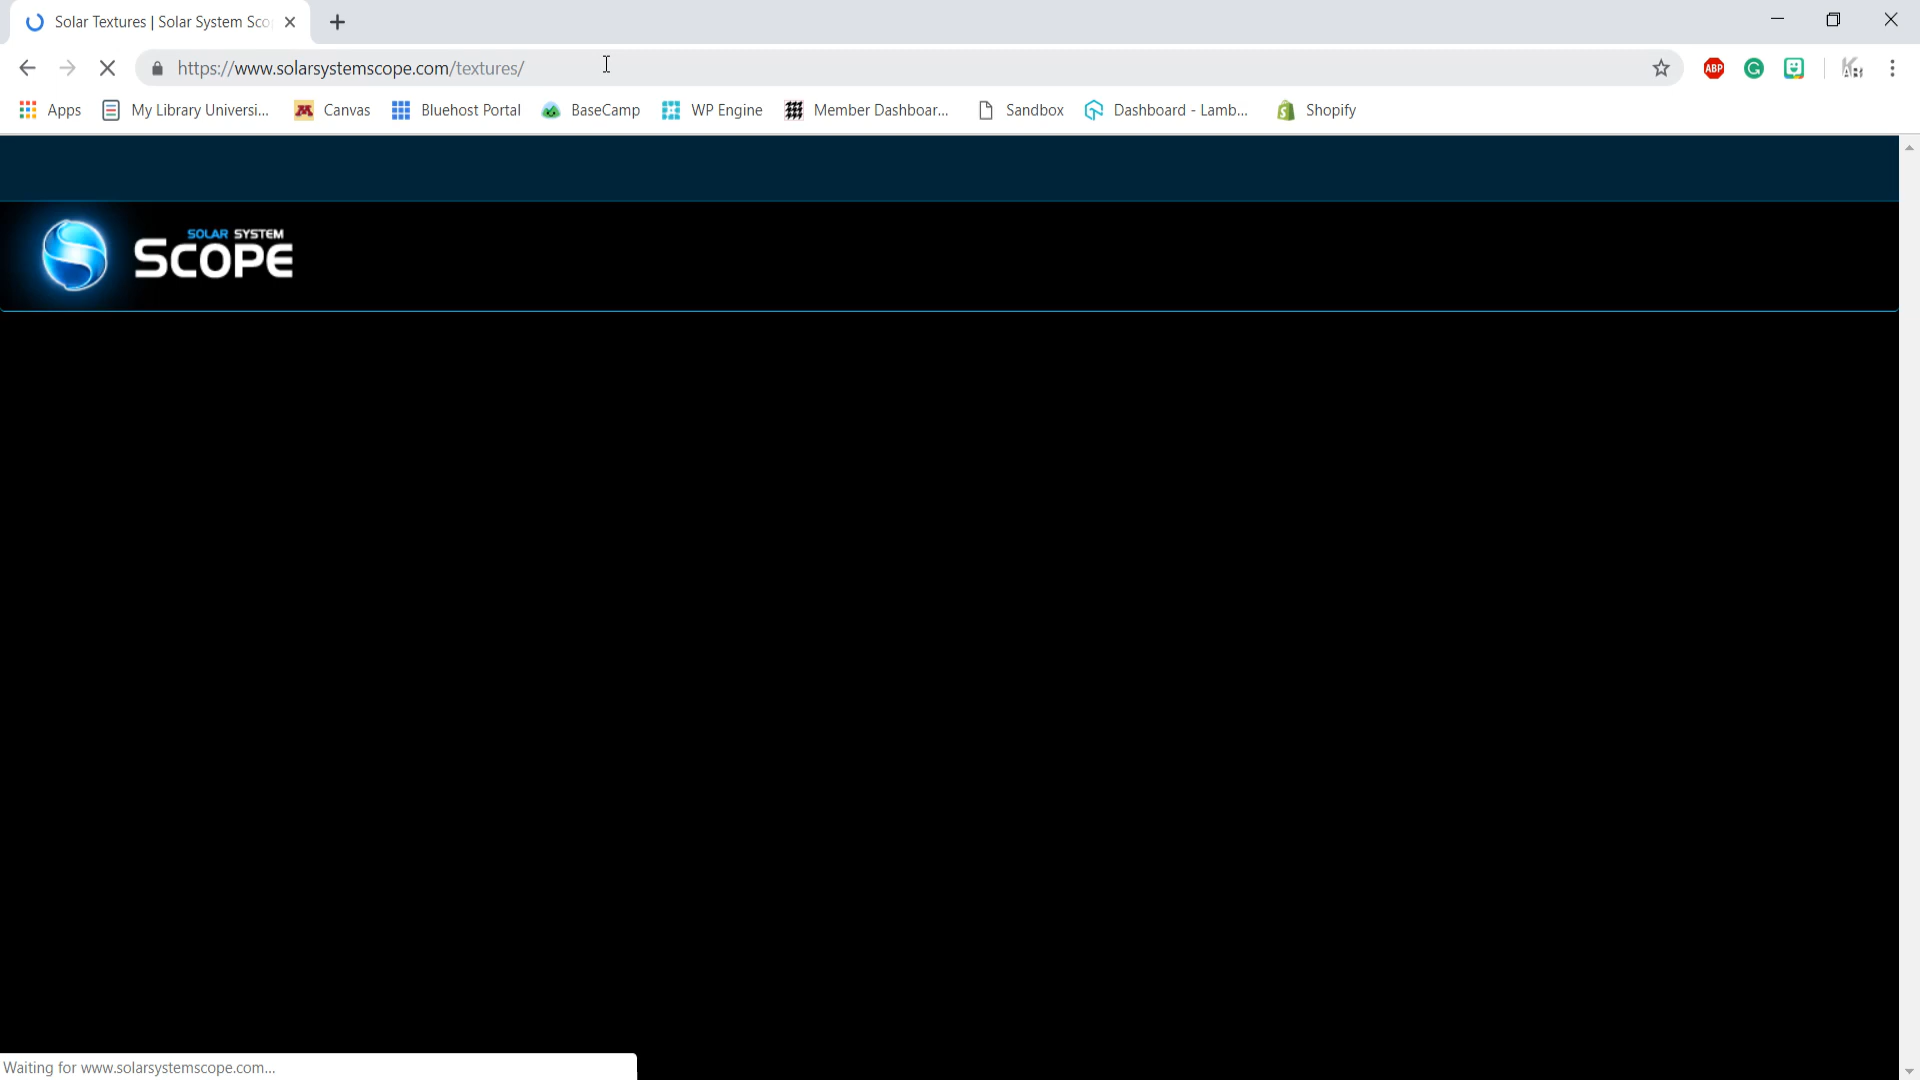 Solar Textures | Solar System Sco
https://www.solarsystemscope.com/textures/
ABP
Apps
My Library Universi...
Canvas
Bluehost Portal
BaseCamp
WP Engine
Member Dashboar...
Sandbox
Dashboard - Lamb...
Shopify
SOLAR SYSTEM
SCOPE
Waiting for www.solarsystemscope.com...